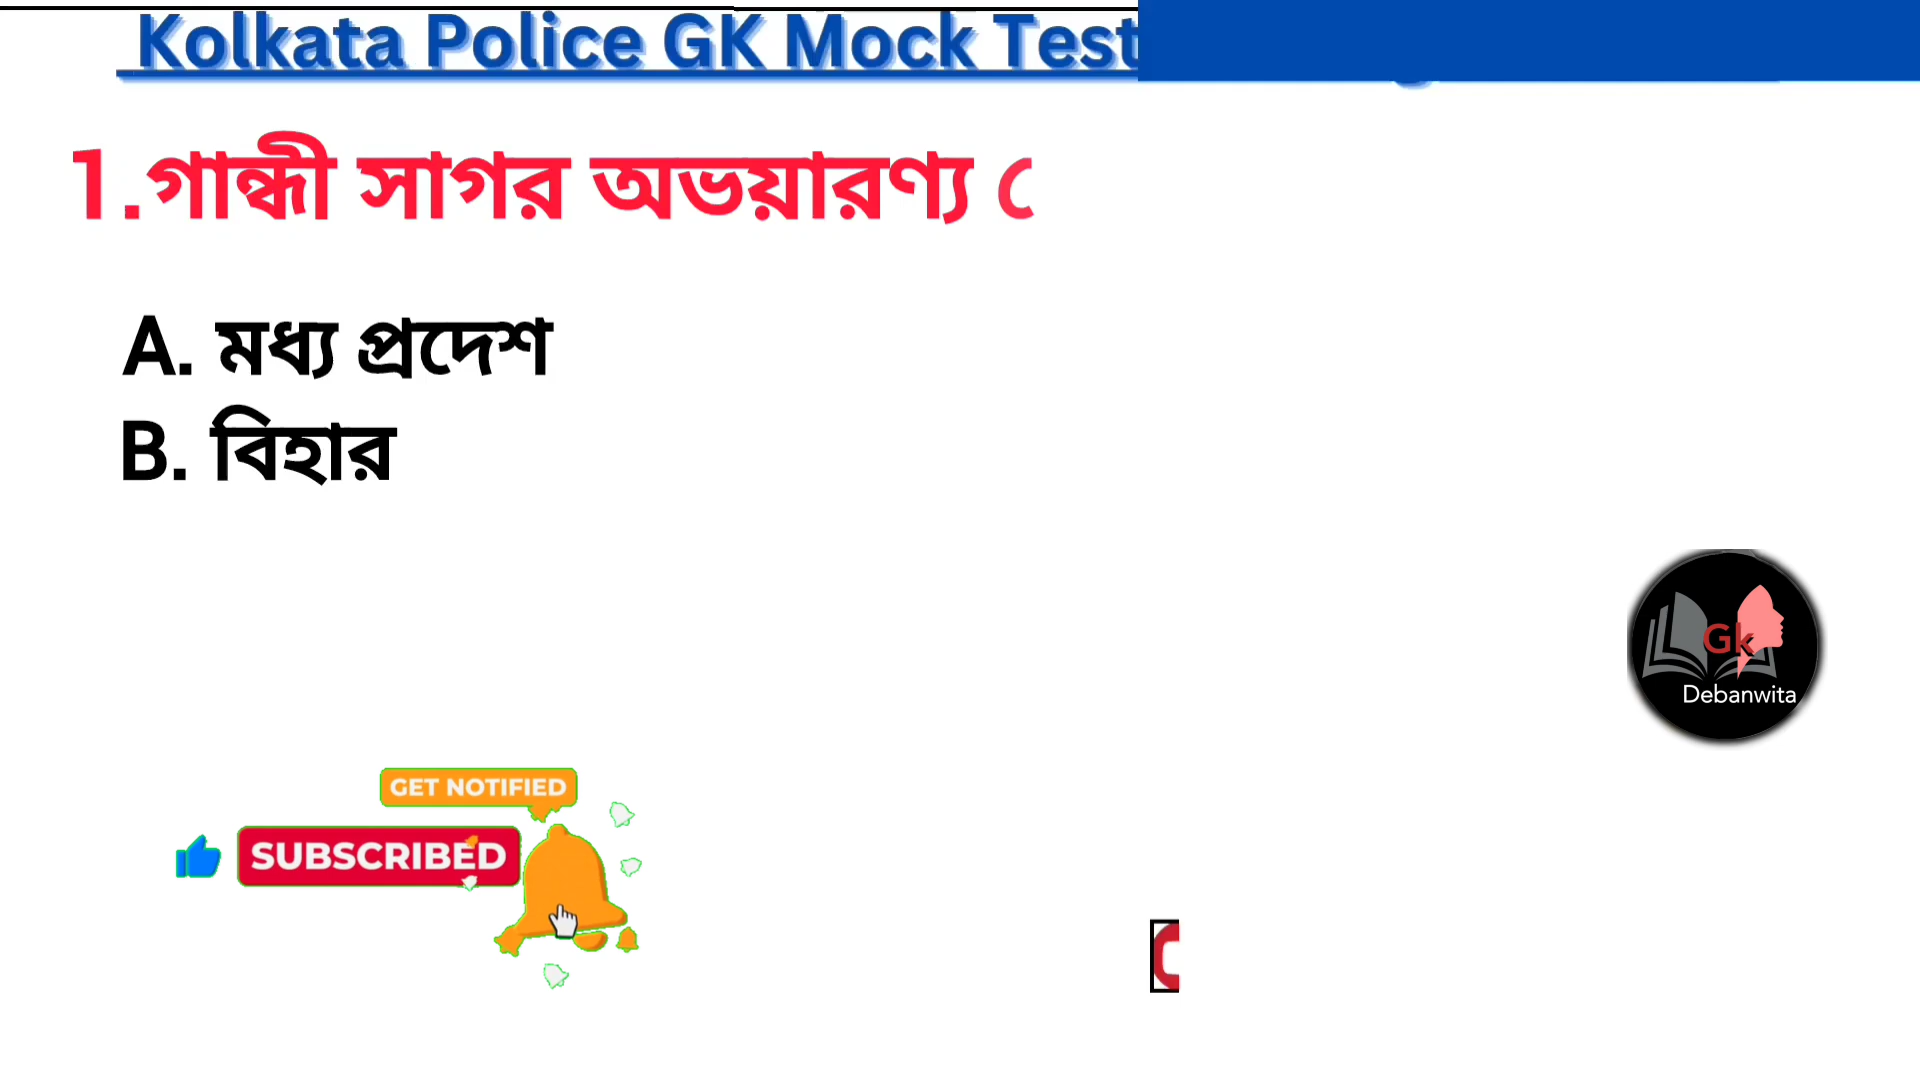 Kolkata Police GK Mock Test
1.গান্ধী সাগর অভয়ারণ্য
A. মধ্য প্রদেশ
B. বিহার
Gk
Debanwita
GET NOTIFIED
SUBSCRIBED